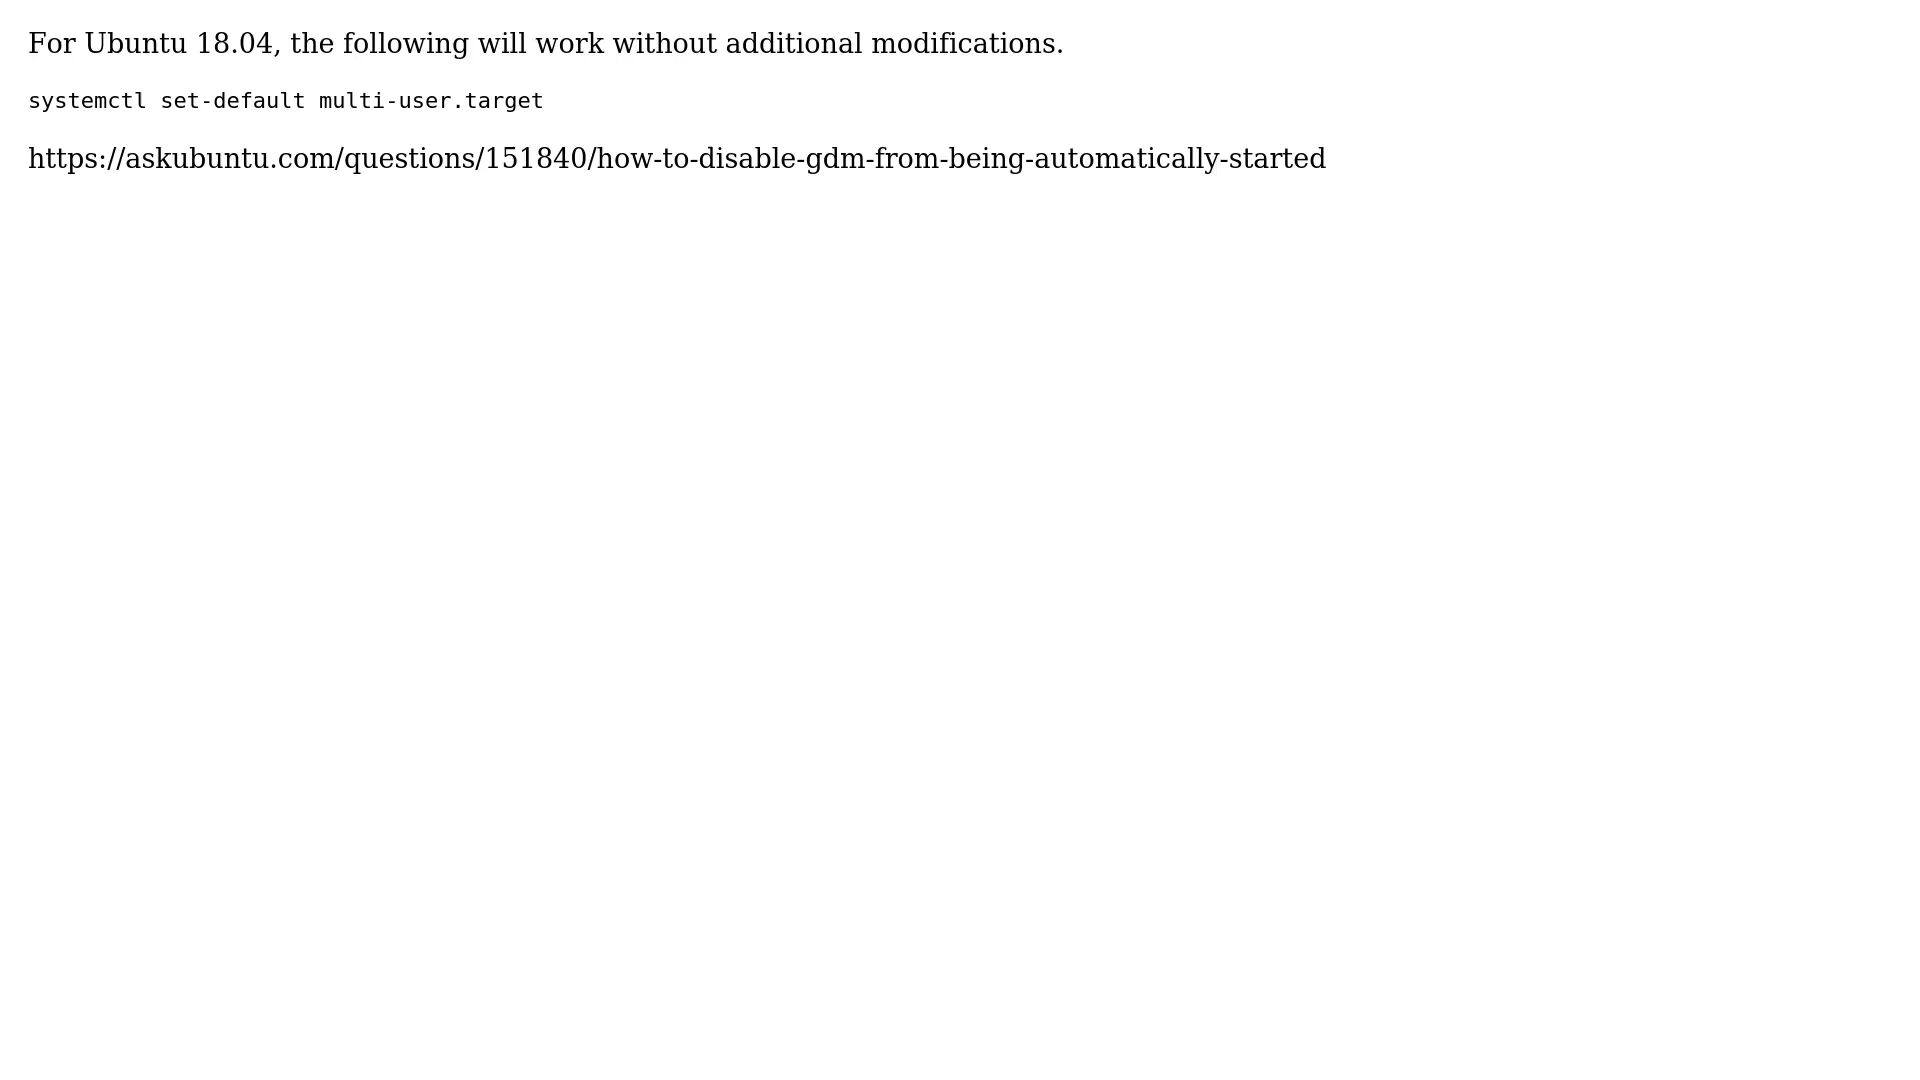 For Ubuntu 18.04, the following will work without additional modifications.
systemctl set-default multi-user.target
https://askubuntu.com/questions/151840/how-to-disable-gdm-from-being-automatically-started